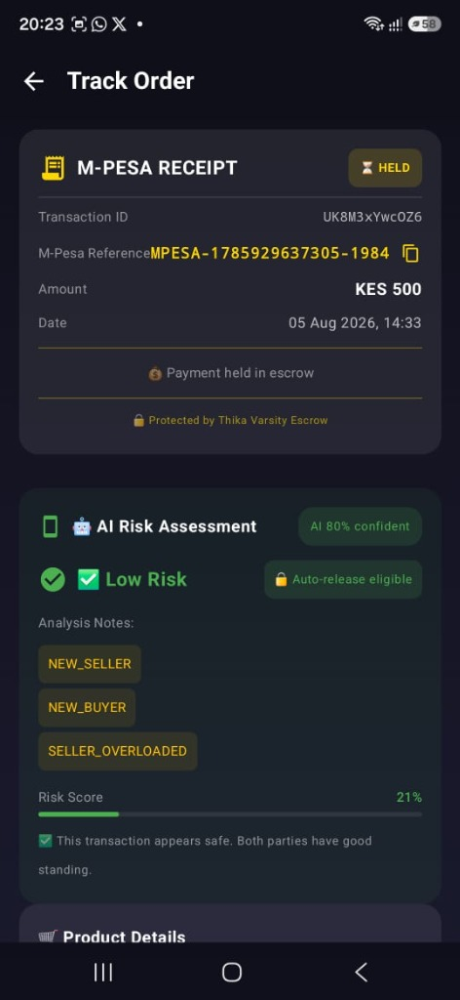 20:23
58
Track Order
M-PESA RECEIPT
HELD
Transaction ID UK8M3xYwcOZ6
M-Pesa Reference MPESA-1785929637305-1984
Amount KES 500
Date 05 Aug 2026, 14:33
Payment held in escrow
Protected by Thika Varsity Escrow
AI Risk Assessment
AI 80% confident
Low Risk
Auto-release eligible
Analysis Notes:
NEW_SELLER
NEW_BUYER
SELLER_OVERLOADED
Risk Score 21%
This transaction appears safe. Both parties have good
standing.
Product Details